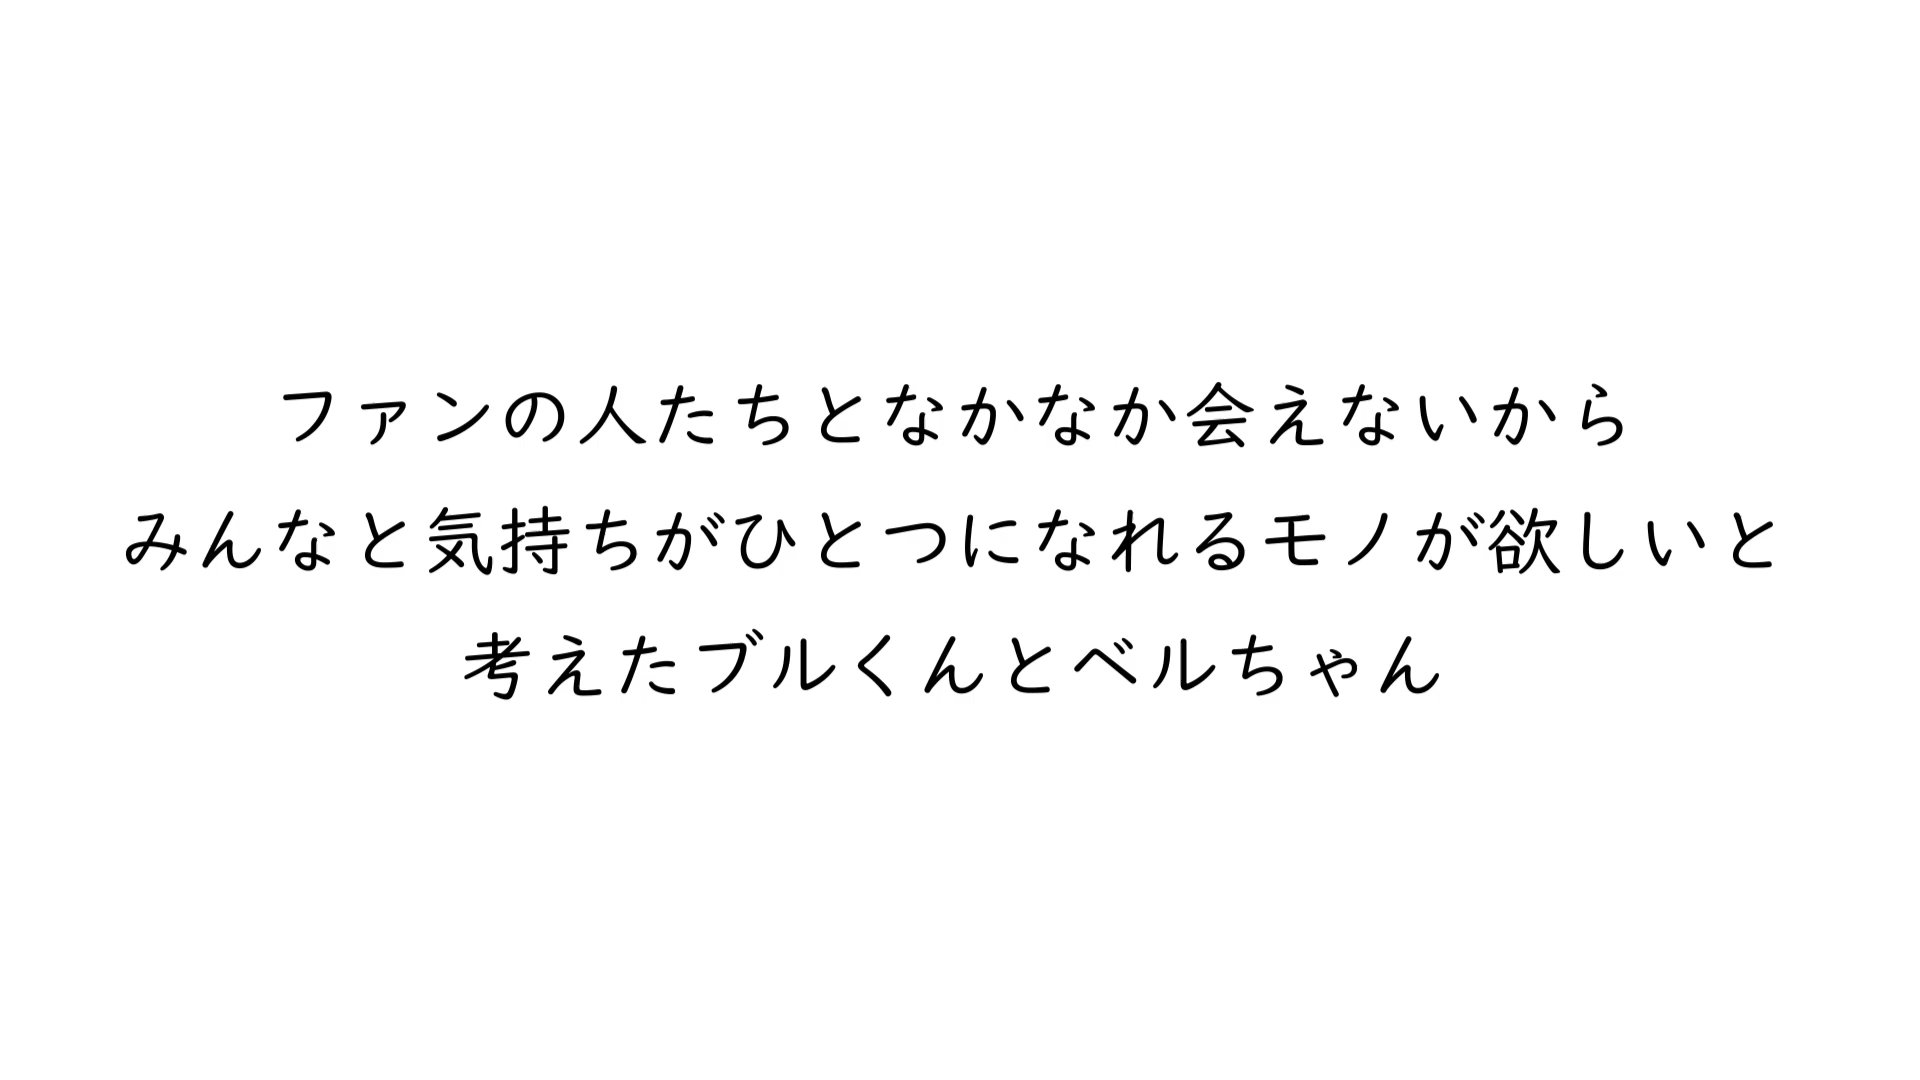 ファンの人たちとなかなか会えないから
みんなと気持ちがひとつになれるモノが欲しいと
考えたブルくんとベルちゃん